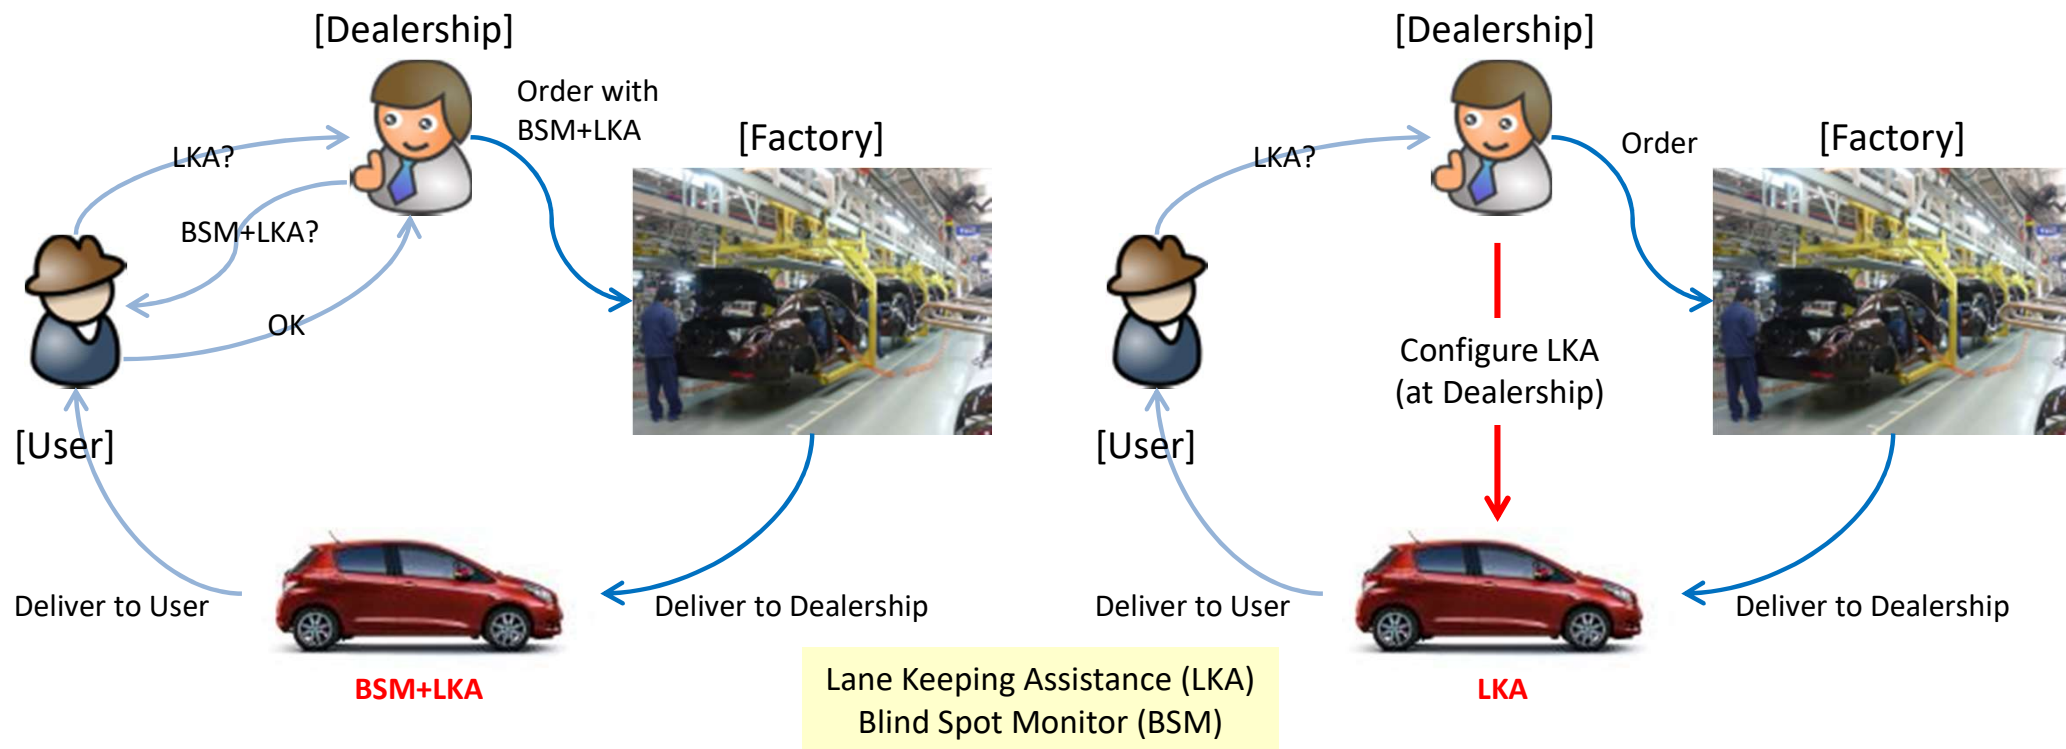 [Dealership]
Order with
BSM+LKA
[Factory]
LKA?
BSM+LKA?
OK
[User]
Deliver to User
Deliver to Dealership
BSM+LKA
[Dealership]
Order
[Factory]
LKA?
Configure LKA
(at Dealership)
[User]
Deliver to User
Deliver to Dealership
LKA
Lane Keeping Assistance (LKA)
Blind Spot Monitor (BSM)